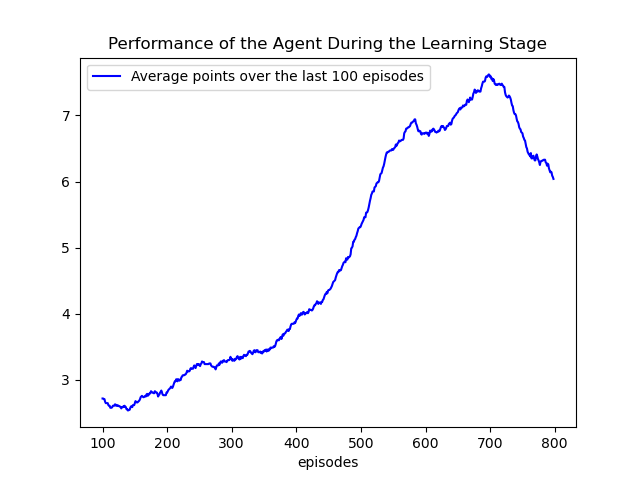 Performance of the Agent During the Learning Stage
Average points over the last 100 episodes
7
6
5
4
3
100 200 300 400 500 600 700 800
episodes